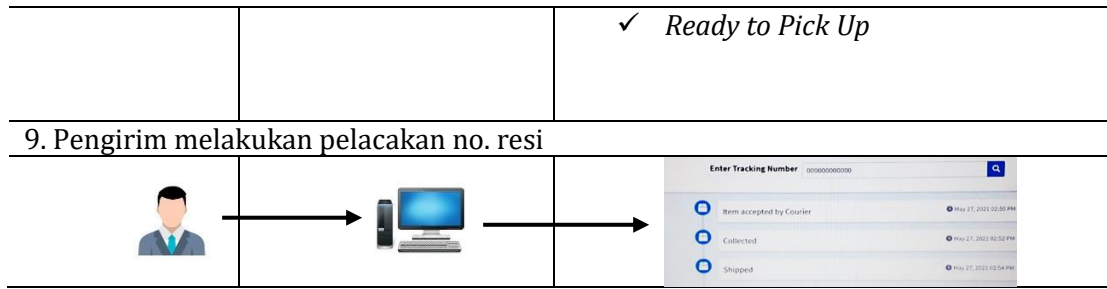 ✓ Ready to Pick Up
9. Pengirim melakukan pelacakan no. resi
Enter Tracking Number 000000000000
Item accepted by Courier May 27, 2021 02:50 PM
Collected May 27, 2021 02:52 PM
Shipped May 27, 2021 02:54 PM